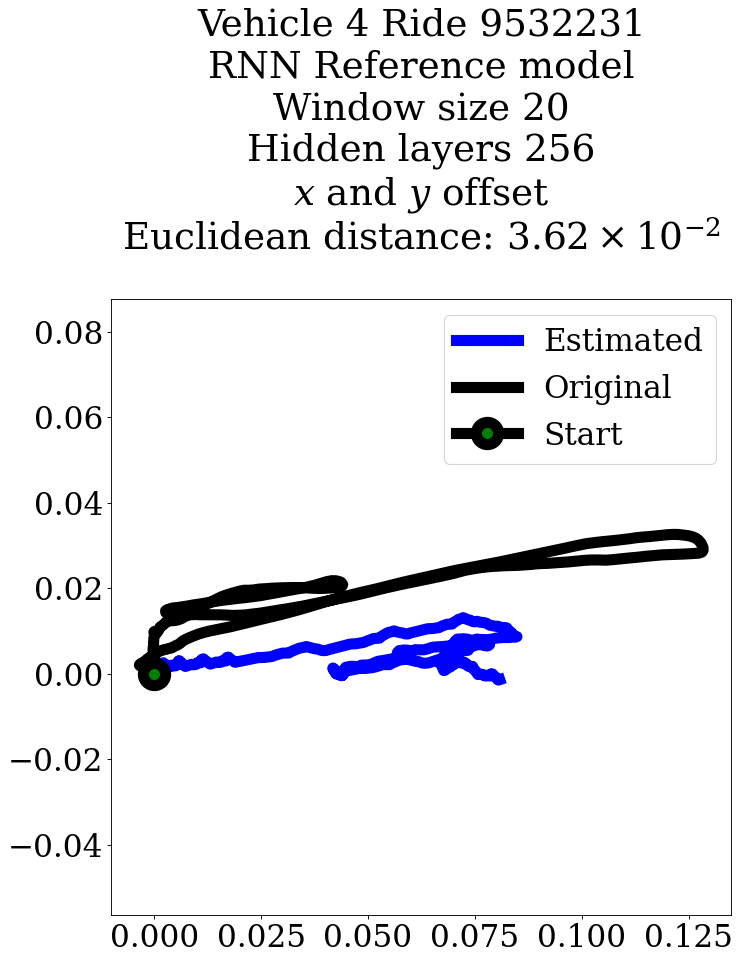 Vehicle 4 Ride 9532231
RNN Reference model
Window size 20
Hidden layers 256
x and y offset
Euclidean distance: 3.62 × 10⁻²
Estimated
Original
Start
0.08
0.06
0.04
0.02
0.00
−0.02
−0.04
0.000 0.025 0.050 0.075 0.100 0.125